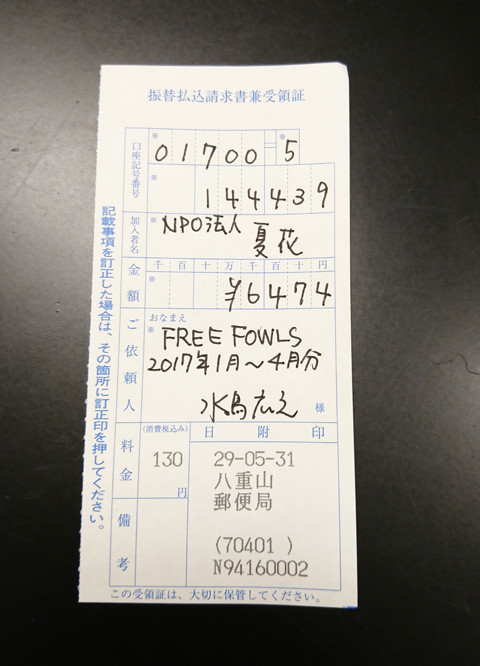 振替払込請求書兼受領証
口座記号番号
※
01700
※
5
※
144439
加入者名
※
NPO法人 夏花
金額
千百十万千百十円
※
¥6474
ご依頼人
おなまえ
※
FREE FOWLS
2017年1月～4月分
水鳥広之
様
料金
(消費税込み)
130
円
日附印
29-05-31
八重山
郵便局
(70401 )
N94160002
備考
この受領証は、大切に保管してください。
記載事項を訂正した場合は、その箇所に訂正印を押してください。